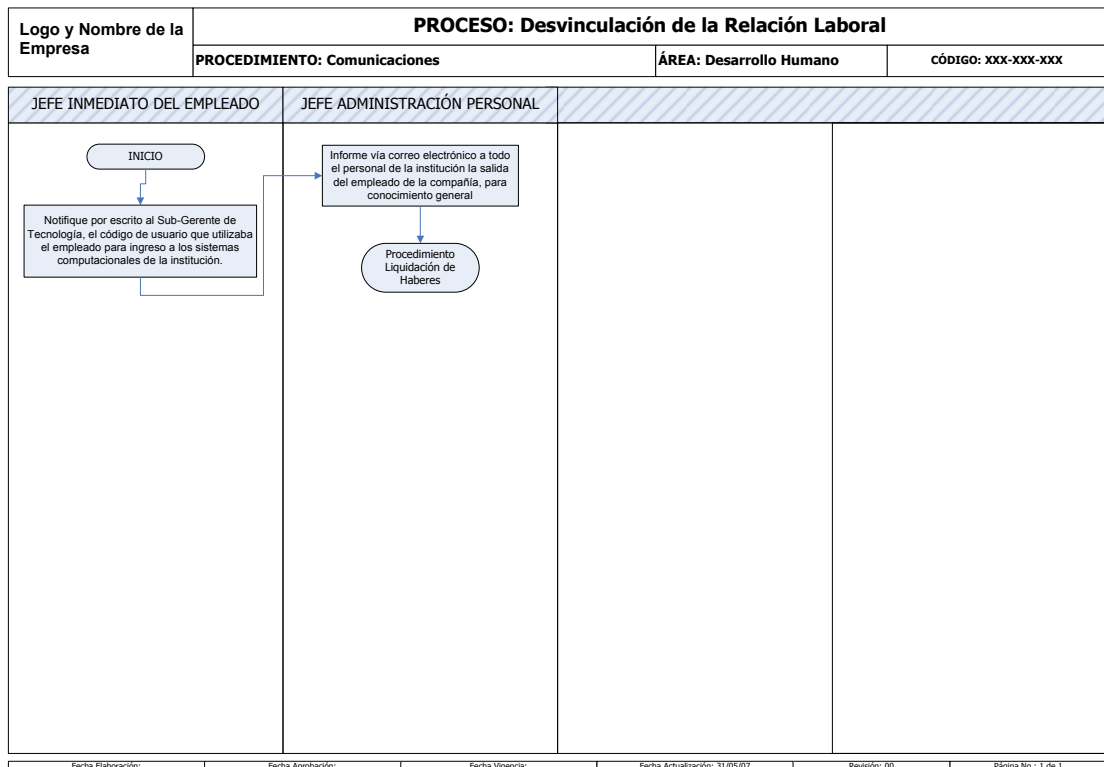 Logo y Nombre de la
Empresa
PROCESO: Desvinculación de la Relación Laboral
PROCEDIMIENTO: Comunicaciones
ÁREA: Desarrollo Humano
CÓDIGO: XXX-XXX-XXX
JEFE INMEDIATO DEL EMPLEADO
JEFE ADMINISTRACIÓN PERSONAL
INICIO
Notifique por escrito al Sub-Gerente de
Tecnología, el código de usuario que utilizaba
el empleado para ingreso a los sistemas
computacionales de la institución.
Informe vía correo electrónico a todo
el personal de la institución la salida
del empleado de la compañía, para
conocimiento general
Procedimiento
Liquidación de
Haberes
Fecha Elaboración:
Fecha Aprobación:
Fecha Vigencia:
Fecha Actualización: 31/05/07
Revisión: 00
Página No.: 1 de 1